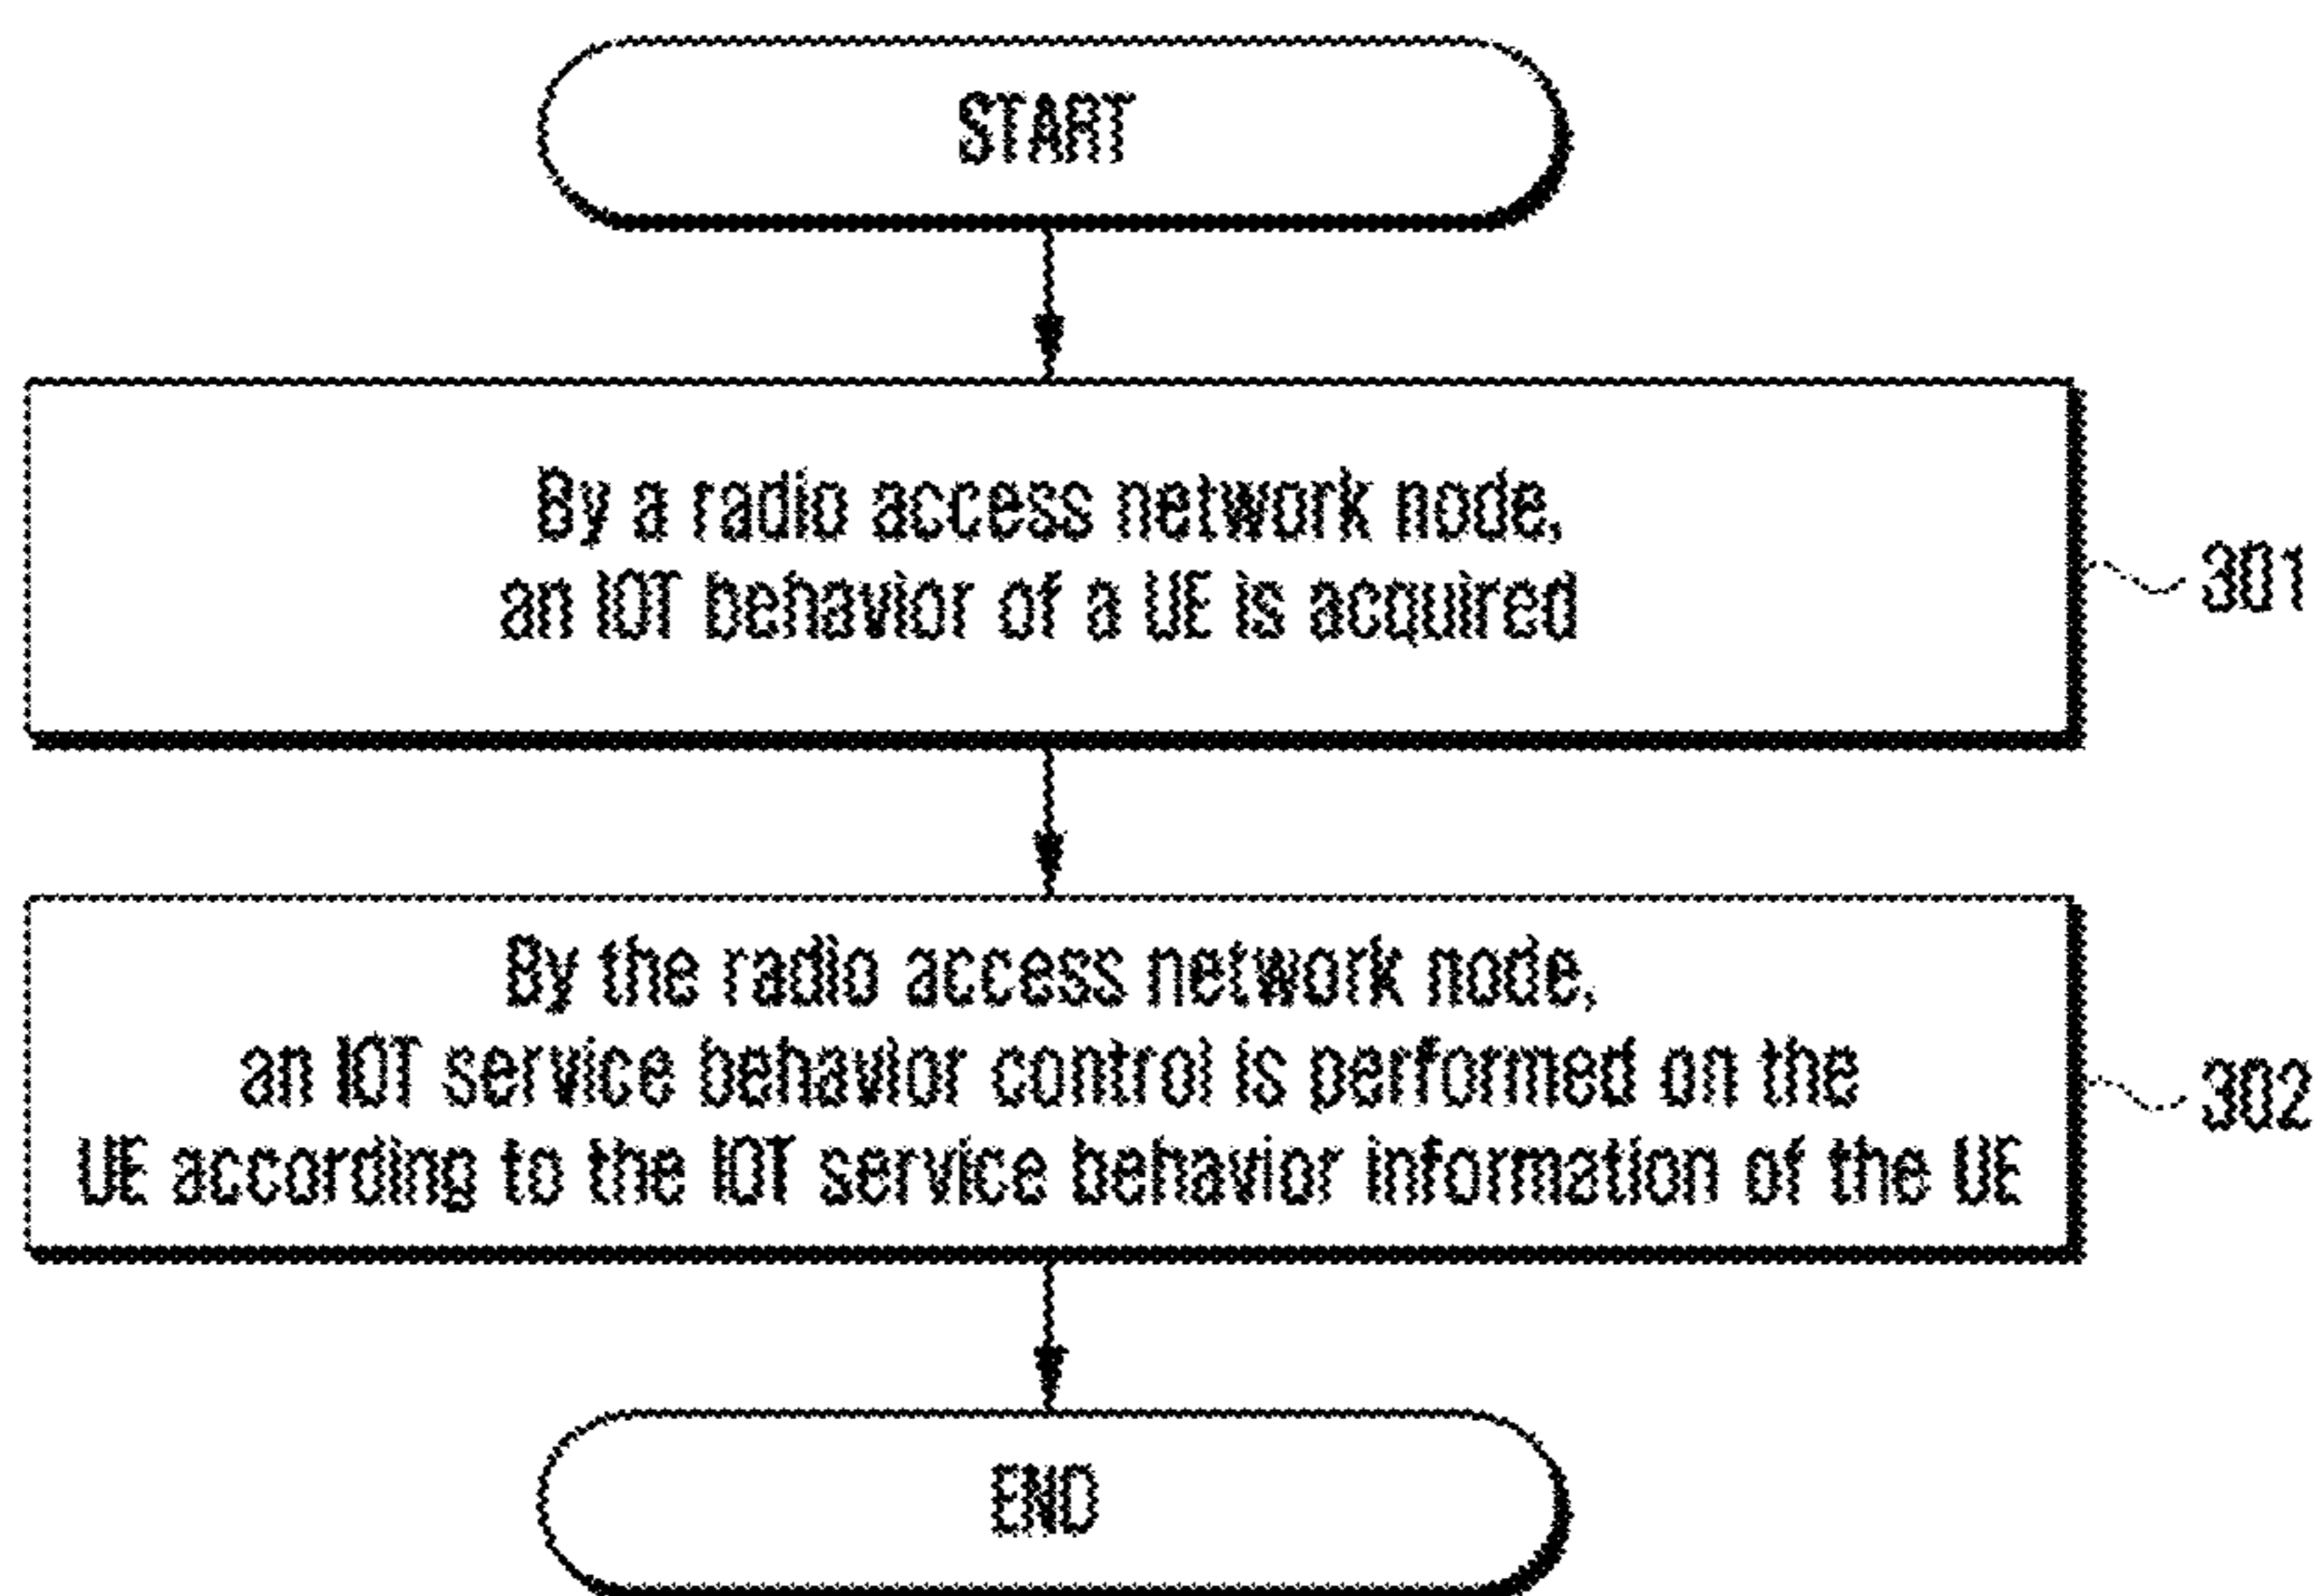 START
By a radio access network node,
an IOT behavior of a UE is acquired
301
By the radio access network node,
an IOT service behavior control is performed on the
UE according to the IOT service behavior information of the UE
302
END